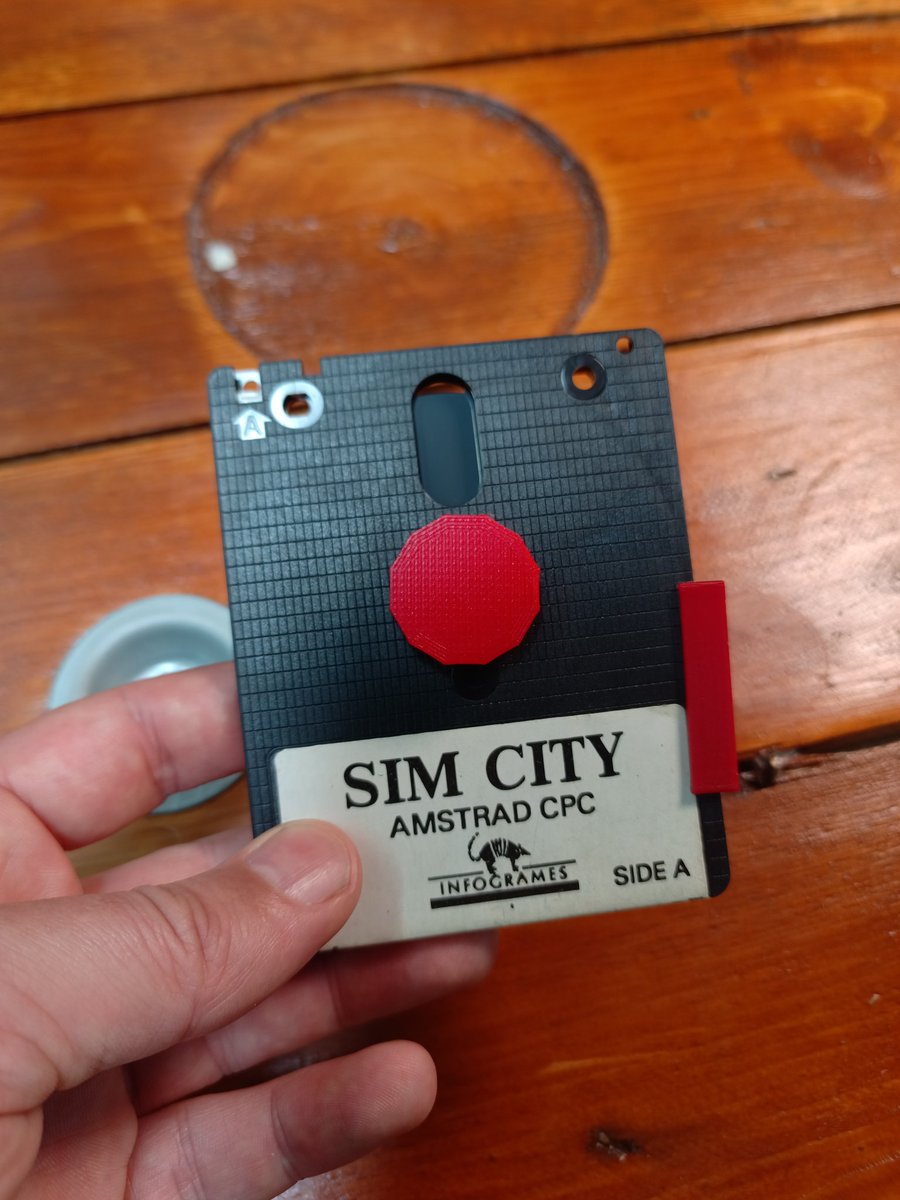 A
SIM CITY
AMSTRAD CPC
INFOGRAMES
SIDE A